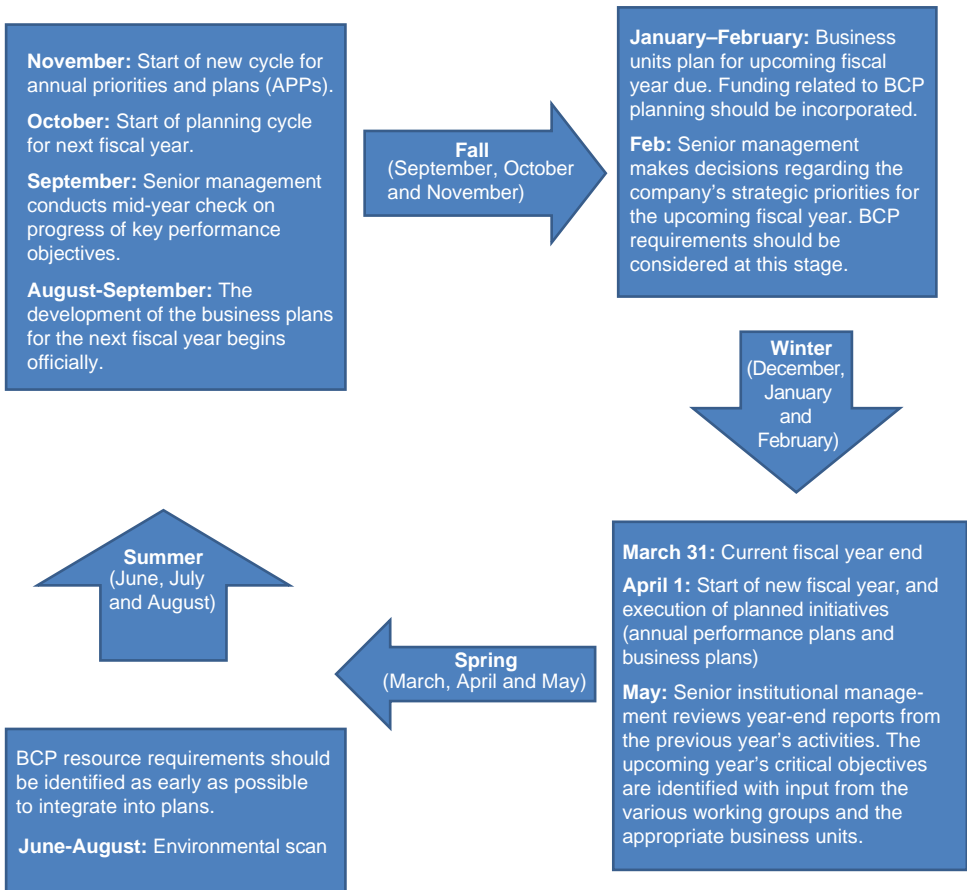 November: Start of new cycle for
annual priorities and plans (APPs).
October: Start of planning cycle
for next fiscal year.
September: Senior management
conducts mid-year check on
progress of key performance
objectives.
August-September: The
development of the business plans
for the next fiscal year begins
officially.
Fall
(September, October
and November)
January–February: Business
units plan for upcoming fiscal
year due. Funding related to BCP
planning should be incorporated.
Feb: Senior management
makes decisions regarding the
company’s strategic priorities for
the upcoming fiscal year. BCP
requirements should be
considered at this stage.
Winter
(December,
January
and
February)
March 31: Current fiscal year end
April 1: Start of new fiscal year, and
execution of planned initiatives
(annual performance plans and
business plans)
May: Senior institutional manage-
ment reviews year-end reports from
the previous year’s activities. The
upcoming year’s critical objectives
are identified with input from the
various working groups and the
appropriate business units.
Spring
(March, April and May)
BCP resource requirements should
be identified as early as possible
to integrate into plans.
June-August: Environmental scan
Summer
(June, July
and August)